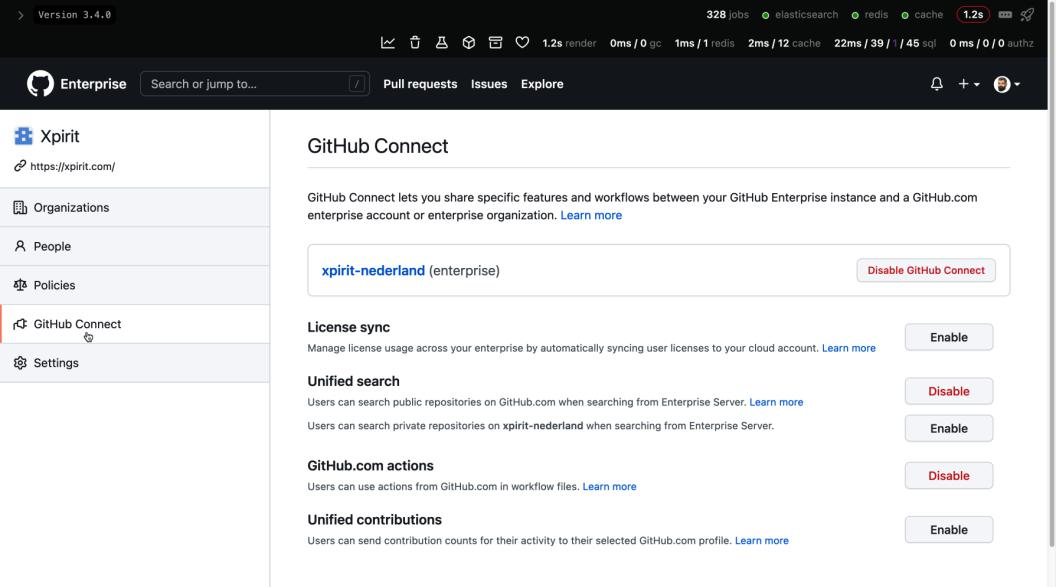 Version 3.4.0
328 jobs elasticsearch redis cache 1.2s
1.2s render 0ms / 0 gc 1ms / 1 redis 2ms / 12 cache 22ms / 39 / 1 / 45 sql 0 ms / 0 / 0 authz
Enterprise Search or jump to... / Pull requests Issues Explore
Xpirit
https://xpirit.com/
Organizations
People
Policies
GitHub Connect
Settings
GitHub Connect
GitHub Connect lets you share specific features and workflows between your GitHub Enterprise instance and a GitHub.com
enterprise account or enterprise organization. Learn more
xpirit-nederland (enterprise) Disable GitHub Connect
License sync
Manage license usage across your enterprise by automatically syncing user licenses to your cloud account. Learn more
Enable
Unified search
Users can search public repositories on GitHub.com when searching from Enterprise Server. Learn more
Disable
Users can search private repositories on xpirit-nederland when searching from Enterprise Server.
Enable
GitHub.com actions
Users can use actions from GitHub.com in workflow files. Learn more
Disable
Unified contributions
Users can send contribution counts for their activity to their selected GitHub.com profile. Learn more
Enable